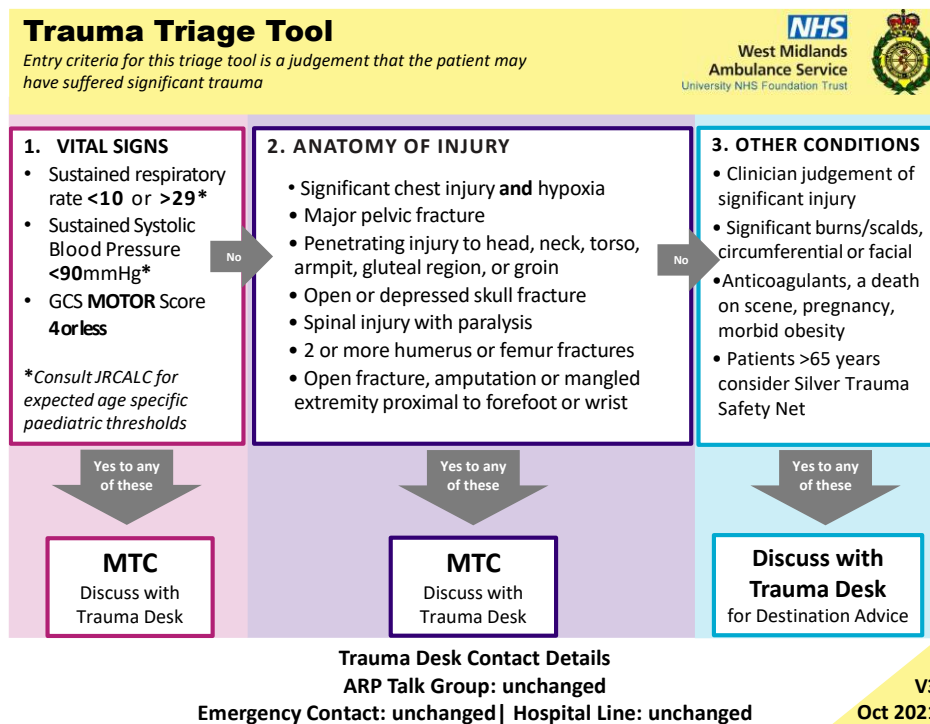 Trauma Triage Tool
Entry criteria for this triage tool is a judgement that the patient may
have suffered significant trauma
NHS
West Midlands
Ambulance Service
University NHS Foundation Trust
1. VITAL SIGNS
• Sustained respiratory
rate <10 or >29*
• Sustained Systolic
Blood Pressure
<90mmHg*
• GCS MOTOR Score
4 or less
*Consult JRCALC for
expected age specific
paediatric thresholds
No
2. ANATOMY OF INJURY
• Significant chest injury and hypoxia
• Major pelvic fracture
• Penetrating injury to head, neck, torso,
armpit, gluteal region, or groin
• Open or depressed skull fracture
• Spinal injury with paralysis
• 2 or more humerus or femur fractures
• Open fracture, amputation or mangled
extremity proximal to forefoot or wrist
No
3. OTHER CONDITIONS
• Clinician judgement of
significant injury
• Significant burns/scalds,
circumferential or facial
•Anticoagulants, a death
on scene, pregnancy,
morbid obesity
• Patients >65 years
consider Silver Trauma
Safety Net
Yes to any
of these
Yes to any
of these
Yes to any
of these
MTC
Discuss with
Trauma Desk
MTC
Discuss with
Trauma Desk
Discuss with
Trauma Desk
for Destination Advice
Trauma Desk Contact Details
ARP Talk Group: unchanged
Emergency Contact: unchanged| Hospital Line: unchanged
V3
Oct 2021